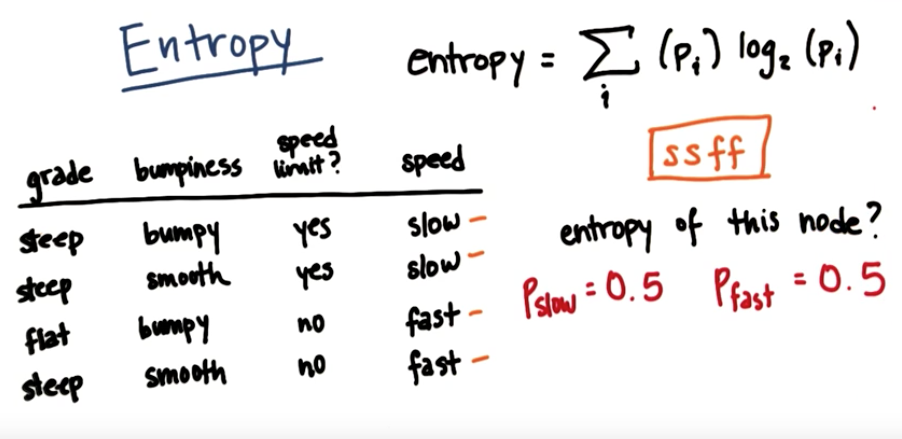 Entropy
entropy = Σ (Pi) log₂ (Pi)
i
ssff
grade bumpiness speed limit? speed
steep bumpy yes slow -
steep smooth yes slow -
flat bumpy no fast -
steep smooth no fast -
entropy of this node?
Pslow = 0.5 Pfast = 0.5